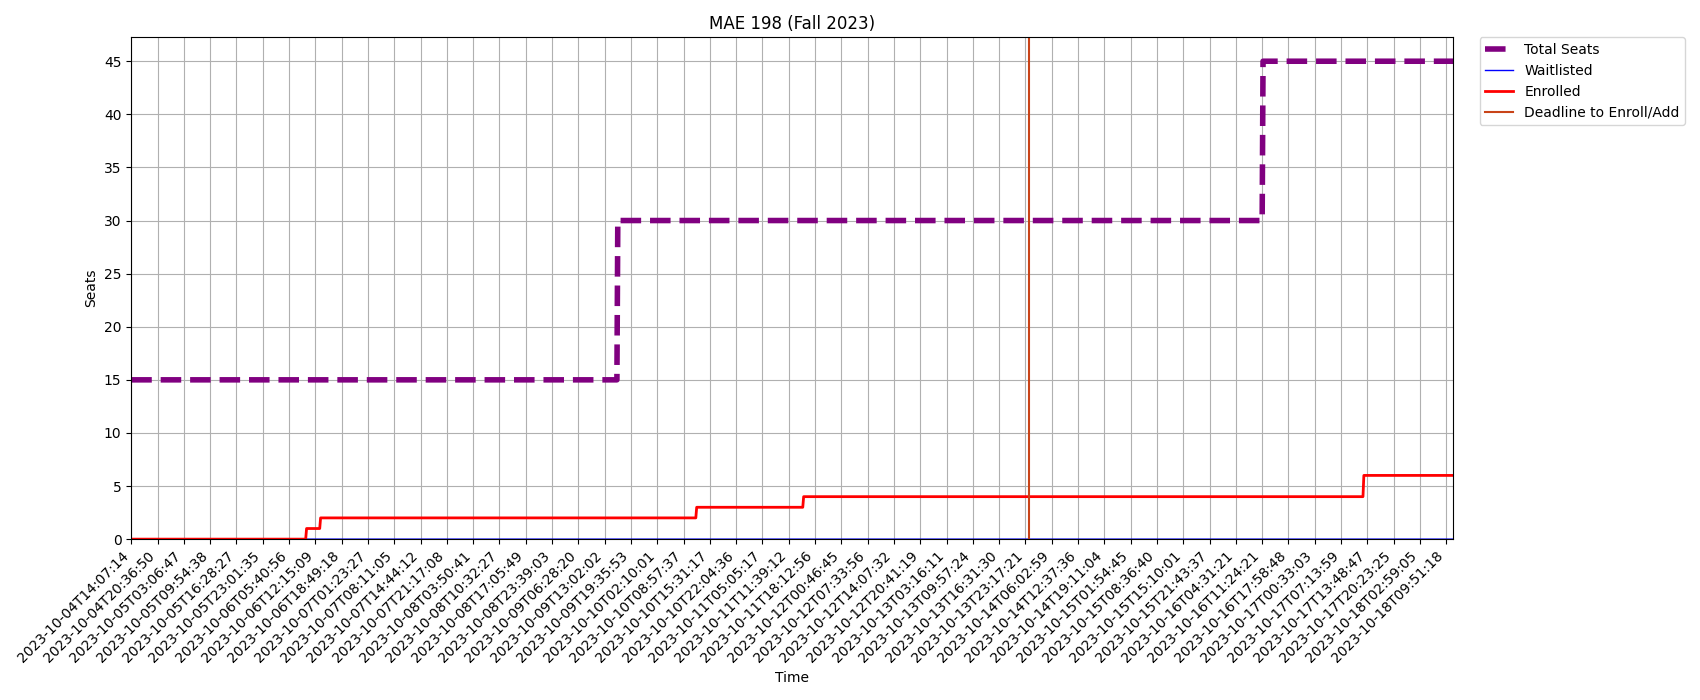 MAE 198 (Fall 2023)
Total Seats
Waitlisted
Enrolled
Deadline to Enroll/Add
Seats
45
40
35
30
25
20
15
10
5
0
2023-10-04T14:07:14
2023-10-04T20:36:50
2023-10-05T03:06:47
2023-10-05T09:54:38
2023-10-05T16:28:27
2023-10-05T23:01:35
2023-10-06T05:40:56
2023-10-06T12:15:09
2023-10-06T18:49:18
2023-10-07T01:23:27
2023-10-07T08:11:05
2023-10-07T14:44:12
2023-10-07T21:17:08
2023-10-08T03:50:41
2023-10-08T10:32:27
2023-10-08T17:05:49
2023-10-08T23:39:03
2023-10-09T06:28:20
2023-10-09T13:02:02
2023-10-09T19:35:53
2023-10-10T02:10:01
2023-10-10T08:57:37
2023-10-10T15:31:17
2023-10-10T22:04:36
2023-10-11T05:05:17
2023-10-11T11:39:12
2023-10-11T18:12:56
2023-10-12T00:46:45
2023-10-12T07:33:56
2023-10-12T14:07:32
2023-10-12T20:41:19
2023-10-13T03:16:11
2023-10-13T09:57:24
2023-10-13T16:31:30
2023-10-13T23:17:21
2023-10-14T06:02:59
2023-10-14T12:37:36
2023-10-14T19:11:04
2023-10-15T01:54:45
2023-10-15T08:36:40
2023-10-15T15:10:01
2023-10-15T21:43:37
2023-10-16T04:31:21
2023-10-16T11:24:21
2023-10-16T17:58:48
2023-10-17T00:33:03
2023-10-17T07:13:59
2023-10-17T13:48:47
2023-10-17T20:23:25
2023-10-18T02:59:05
2023-10-18T09:51:18
Time